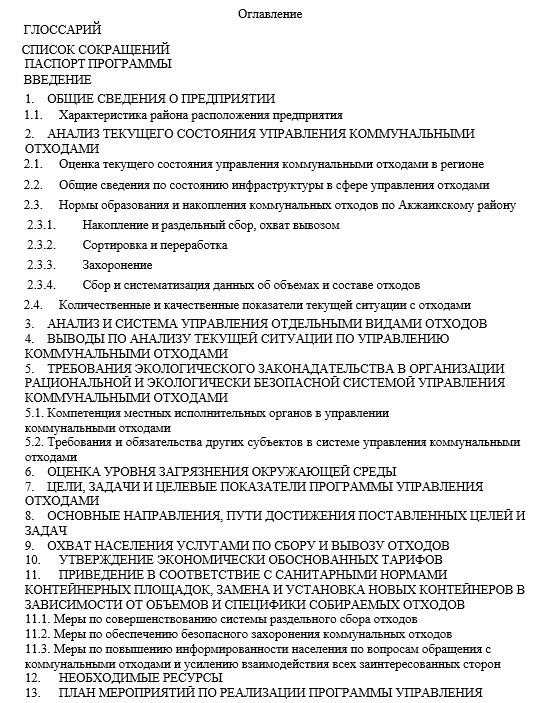 Оглавление
ГЛОССАРИЙ
СПИСОК СОКРАЩЕНИЙ
ПАСПОРТ ПРОГРАММЫ
ВВЕДЕНИЕ
1. ОБЩИЕ СВЕДЕНИЯ О ПРЕДПРИЯТИИ
1.1. Характеристика района расположения предприятия
2. АНАЛИЗ ТЕКУЩЕГО СОСТОЯНИЯ УПРАВЛЕНИЯ КОММУНАЛЬНЫМИ
ОТХОДАМИ
2.1. Оценка текущего состояния управления коммунальными отходами в регионе
2.2. Общие сведения по состоянию инфраструктуры в сфере управления отходами
2.3. Нормы образования и накопления коммунальных отходов по Акжаикскому району
2.3.1. Накопление и раздельный сбор, охват вывозом
2.3.2. Сортировка и переработка
2.3.3. Захоронение
2.3.4. Сбор и систематизация данных об объемах и составе отходов
2.4. Количественные и качественные показатели текущей ситуации с отходами
3. АНАЛИЗ И СИСТЕМА УПРАВЛЕНИЯ ОТДЕЛЬНЫМИ ВИДАМИ ОТХОДОВ
4. ВЫВОДЫ ПО АНАЛИЗУ ТЕКУЩЕЙ СИТУАЦИИ ПО УПРАВЛЕНИЮ
КОММУНАЛЬНЫМИ ОТХОДАМИ
5. ТРЕБОВАНИЯ ЭКОЛОГИЧЕСКОГО ЗАКОНАДАТЕЛЬСТВА В ОРГАНИЗАЦИИ
РАЦИОНАЛЬНОЙ И ЭКОЛОГИЧЕСКИ БЕЗОПАСНОЙ СИСТЕМОЙ УПРАВЛЕНИЯ
КОММУНАЛЬНЫМИ ОТХОДАМИ
5.1. Компетенция местных исполнительных органов в управлении
коммунальными отходами
5.2. Требования и обязательства других субъектов в системе управления коммунальными
отходами
6. ОЦЕНКА УРОВНЯ ЗАГРЯЗНЕНИЯ ОКРУЖАЮЩЕЙ СРЕДЫ
7. ЦЕЛИ, ЗАДАЧИ И ЦЕЛЕВЫЕ ПОКАЗАТЕЛИ ПРОГРАММЫ УПРАВЛЕНИЯ
ОТХОДАМИ
8. ОСНОВНЫЕ НАПРАВЛЕНИЯ, ПУТИ ДОСТИЖЕНИЯ ПОСТАВЛЕННЫХ ЦЕЛЕЙ И
ЗАДАЧ
9. ОХВАТ НАСЕЛЕНИЯ УСЛУГАМИ ПО СБОРУ И ВЫВОЗУ ОТХОДОВ
10. УТВЕРЖДЕНИЕ ЭКОНОМИЧЕСКИ ОБОСНОВАННЫХ ТАРИФОВ
11. ПРИВЕДЕНИЕ В СООТВЕТСТВИЕ С САНИТАРНЫМИ НОРМАМИ
КОНТЕЙНЕРНЫХ ПЛОЩАДОК, ЗАМЕНА И УСТАНОВКА НОВЫХ КОНТЕЙНЕРОВ В
ЗАВИСИМОСТИ ОТ ОБЪЕМОВ И СПЕЦИФИКИ СОБИРАЕМЫХ ОТХОДОВ
11.1. Меры по совершенствованию системы раздельного сбора отходов
11.2. Меры по обеспечению безопасного захоронения коммунальных отходов
11.3. Меры по повышению информированности населения по вопросам обращения с
коммунальными отходами и усилению взаимодействия всех заинтересованных сторон
12. НЕОБХОДИМЫЕ РЕСУРСЫ
13. ПЛАН МЕРОПРИЯТИЙ ПО РЕАЛИЗАЦИИ ПРОГРАММЫ УПРАВЛЕНИЯ